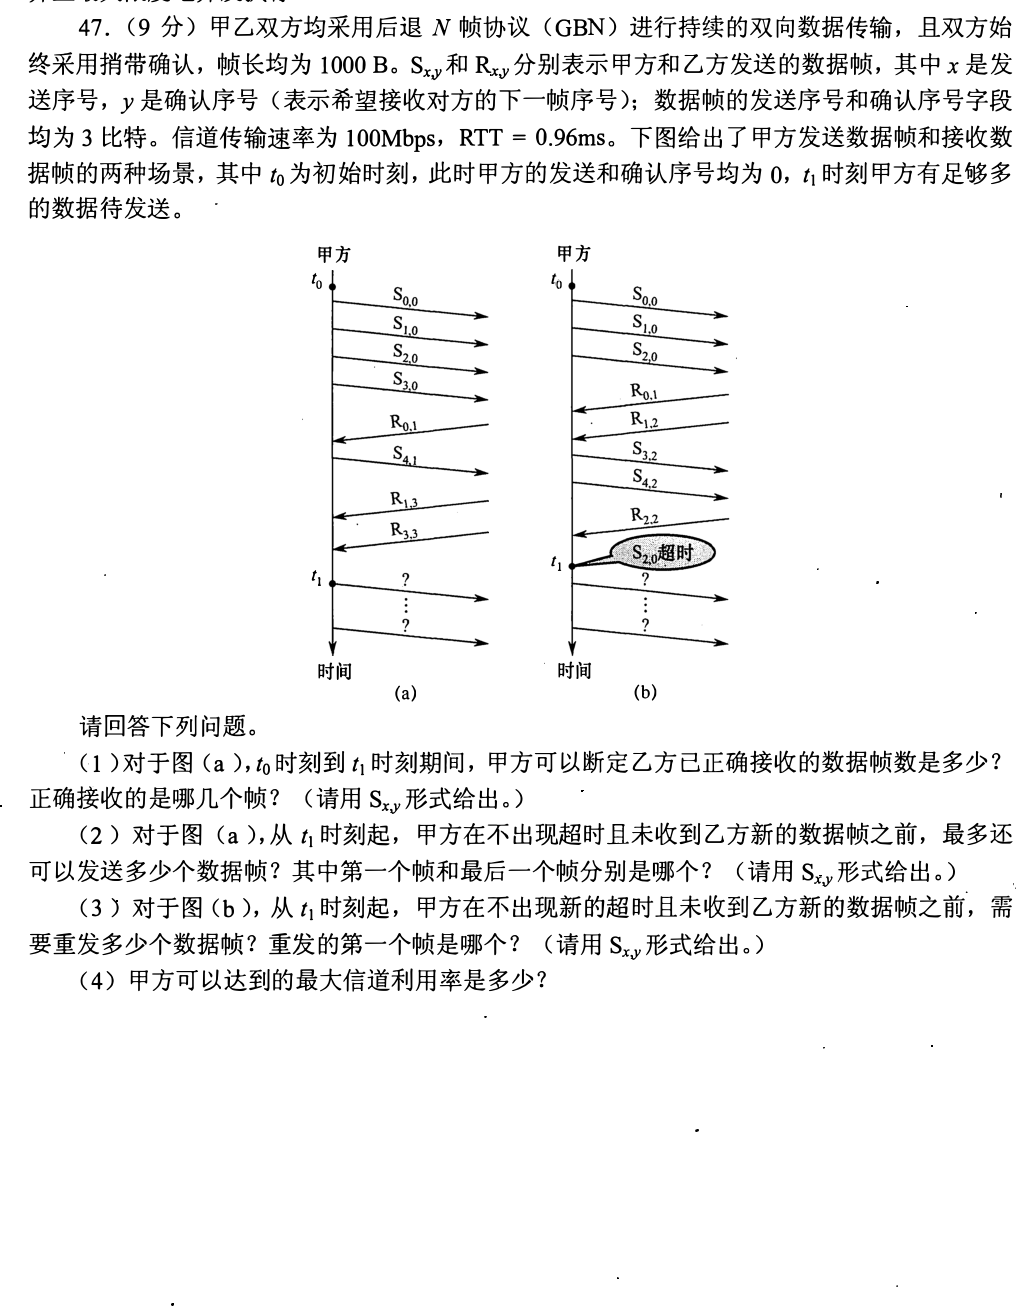 47.（9 分）甲乙双方均采用后退 N 帧协议（GBN）进行持续的双向数据传输，且双方始
终采用捎带确认，帧长均为 1000 B。Sx,y和 Rx,y分别表示甲方和乙方发送的数据帧，其中 x 是发
送序号，y 是确认序号（表示希望接收对方的下一帧序号）；数据帧的发送序号和确认序号字段
均为 3 比特。信道传输速率为 100Mbps，RTT = 0.96ms。下图给出了甲方发送数据帧和接收数
据帧的两种场景，其中 t0为初始时刻，此时甲方的发送和确认序号均为 0，t1时刻甲方有足够多
的数据待发送。
甲方
t0
S0,0
S1,0
S2,0
S3,0
R0,1
S4,1
R1,3
R3,3
t1
?
⋮
?
时间
(a)
甲方
t0
S0,0
S1,0
S2,0
R0,1
R1,2
S3,2
S4,2
R2,2
S2,0超时
t1
?
⋮
?
时间
(b)
请回答下列问题。
（1）对于图（a），t0时刻到 t1时刻期间，甲方可以断定乙方已正确接收的数据帧数是多少？
正确接收的是哪几个帧？（请用 Sx,y形式给出。）
（2）对于图（a），从 t1时刻起，甲方在不出现超时且未收到乙方新的数据帧之前，最多还
可以发送多少个数据帧？其中第一个帧和最后一个帧分别是哪个？（请用 Sx,y形式给出。）
（3）对于图（b），从 t1时刻起，甲方在不出现新的超时且未收到乙方新的数据帧之前，需
要重发多少个数据帧？重发的第一个帧是哪个？（请用 Sx,y形式给出。）
（4）甲方可以达到的最大信道利用率是多少？